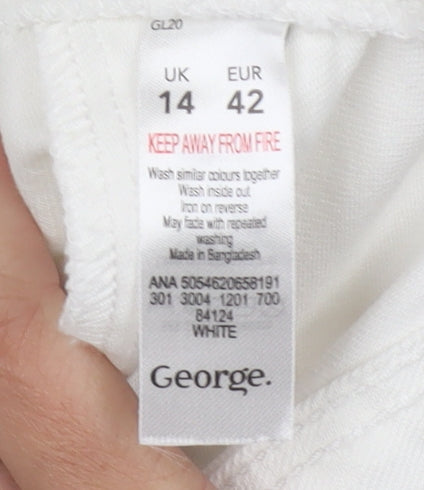 GL20
UK EUR
14 42
KEEP AWAY FROM FIRE
Wash similar colours together
Wash inside out
Iron on reverse
May fade with repeated
washing
Made in Bangladesh
ANA 5054620658191
301 3004 1201 700
84124
WHITE
George.